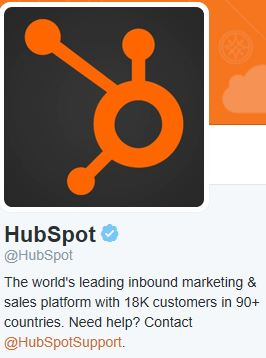 HubSpot
@HubSpot
The world's leading inbound marketing &
sales platform with 18K customers in 90+
countries. Need help? Contact
@HubSpotSupport.